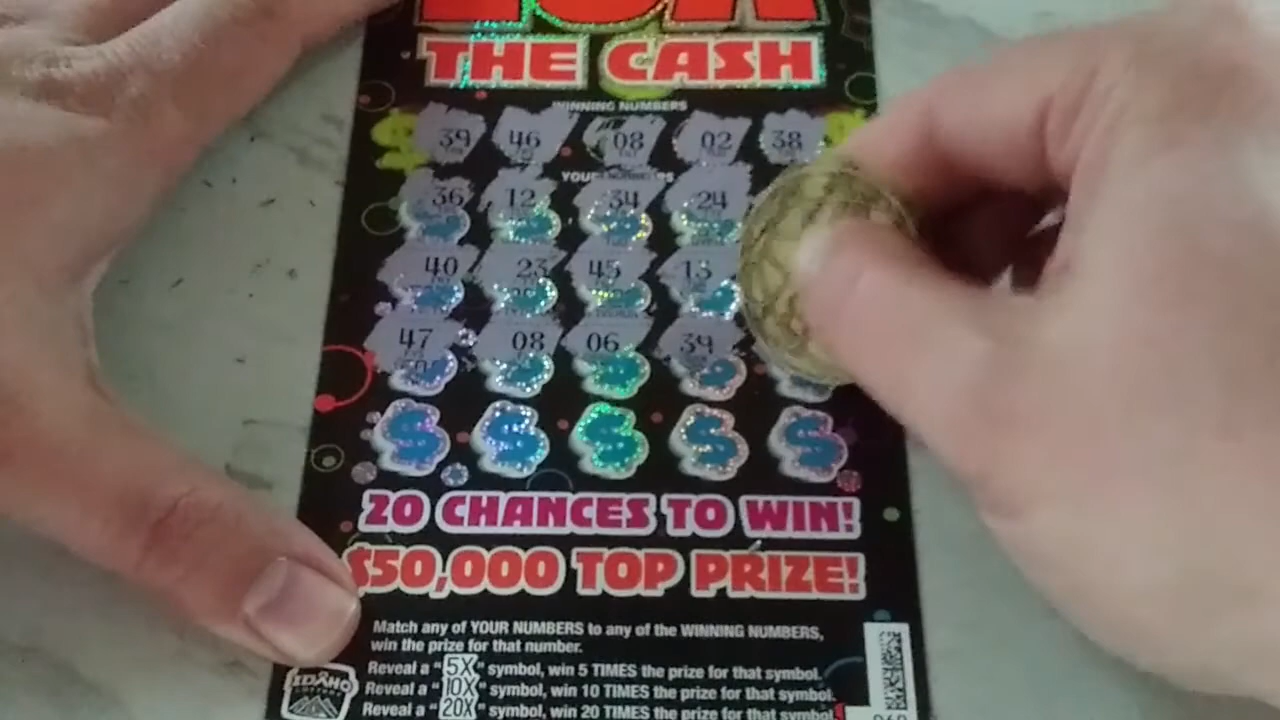 THE CASH
WINNING NUMBERS
39 46 08 02 38
YOUR NUMBERS
36 12 34 24
40 23 45 13
47 08 06 39
$ $ $ $ $
20 CHANCES TO WIN!
$50,000 TOP PRIZE!
Match any of YOUR NUMBERS to any of the WINNING NUMBERS,
win the prize for that number.
Reveal a "5X" symbol, win 5 TIMES the prize for that symbol.
Reveal a "10X" symbol, win 10 TIMES the prize for that symbol.
Reveal a "20X" symbol, win 20 TIMES the prize for that symbol
IDAHO
LOTTERY